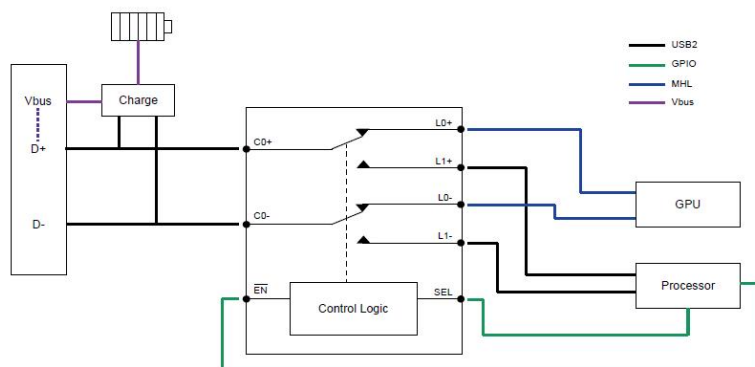 USB2
GPIO
MHL
Vbus
Vbus
Charge
D+
D-
C0+
C0-
L0+
L1+
L0-
L1-
EN
SEL
Control Logic
GPU
Processor